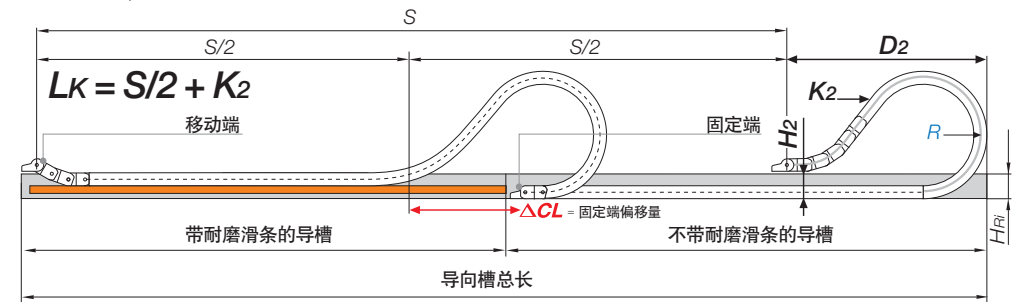 S
S/2
S/2
D2
LK = S/2 + K2
K2
移动端
固定端
H2
R
ΔCL = 固定端偏移量
HRi
带耐磨滑条的导槽
不带耐磨滑条的导槽
导向槽总长